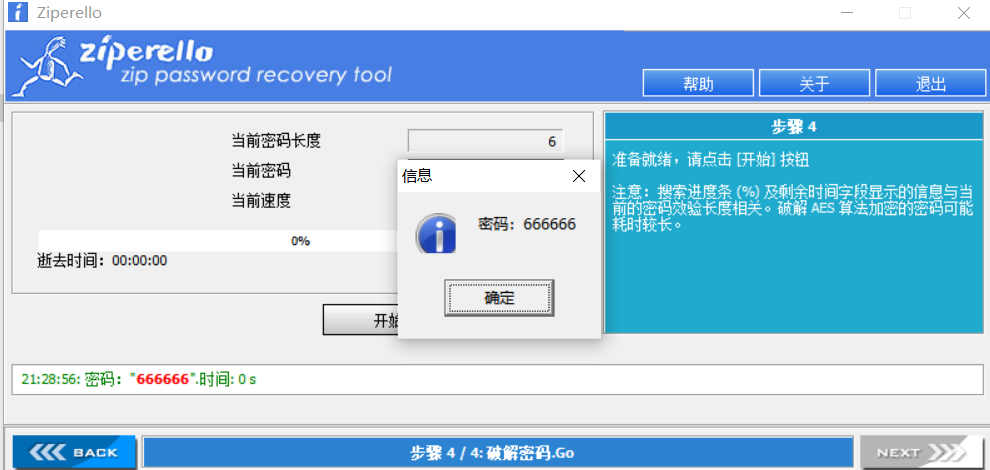 Ziperello
ziperello
zip password recovery tool
帮助
关于
退出
当前密码长度
6
当前密码
当前速度
0%
逝去时间：00:00:00
开始
信息
密码：666666
确定
步骤 4
准备就绪，请点击 [开始] 按钮
注意：搜索进度条 (%) 及剩余时间字段显示的信息与当
前的密码效验长度相关。破解 AES 算法加密的密码可能
耗时较长。
21:28:56: 密码："666666".时间: 0 s
BACK
步骤 4 / 4: 破解密码.Go
NEXT